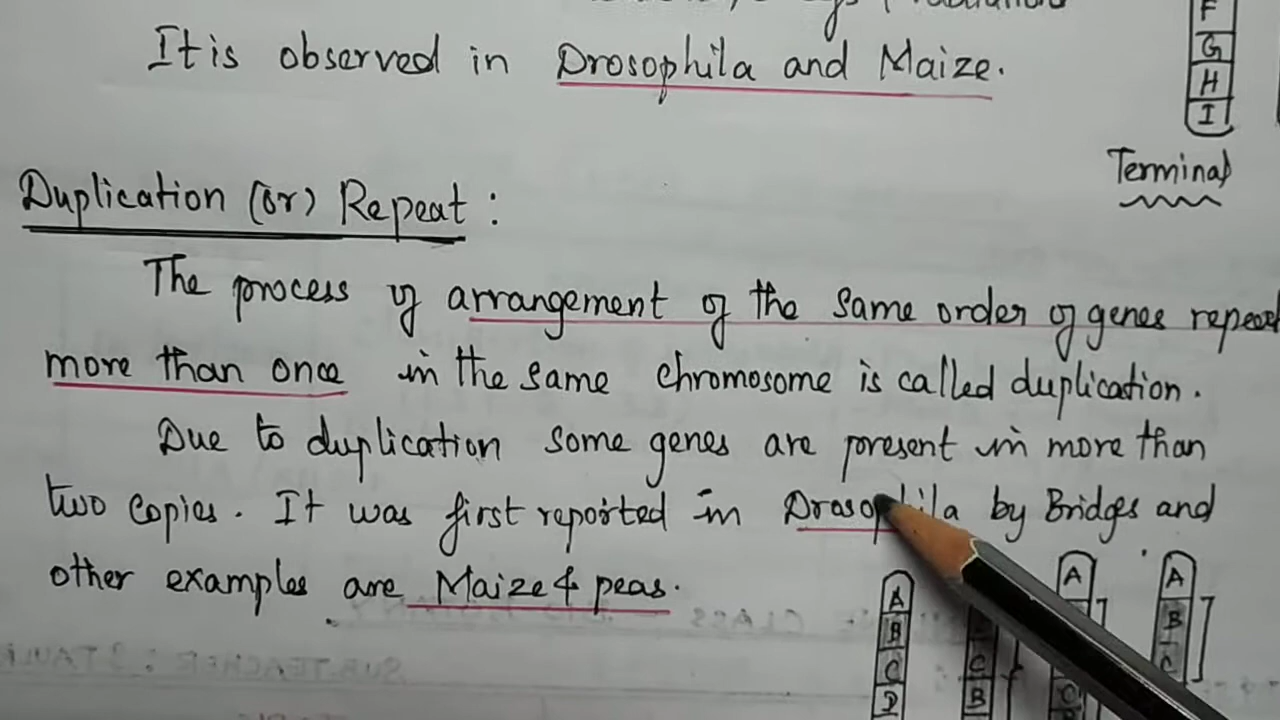 It is observed in Drosophila and Maize.
F
G
H
I
Terminal
Duplication (or) Repeat :
The process of arrangement of the same order of genes repeat
more than once in the same chromosome is called duplication.
Due to duplication some genes are present in more than
two copies. It was first reported in Drosophila by Bridges and
other examples are Maize & peas.
A
B
C
D
C
B
A
C
A
B
C